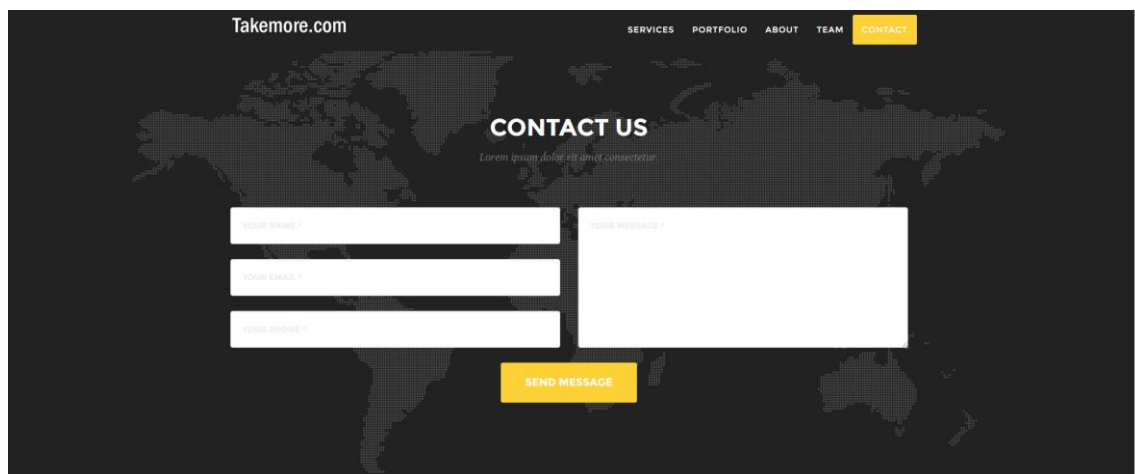 Takemore.com
SERVICES PORTFOLIO ABOUT TEAM CONTACT
CONTACT US
Lorem ipsum dolor sit amet consectetur.
YOUR NAME *
YOUR EMAIL *
YOUR PHONE *
YOUR MESSAGE *
SEND MESSAGE